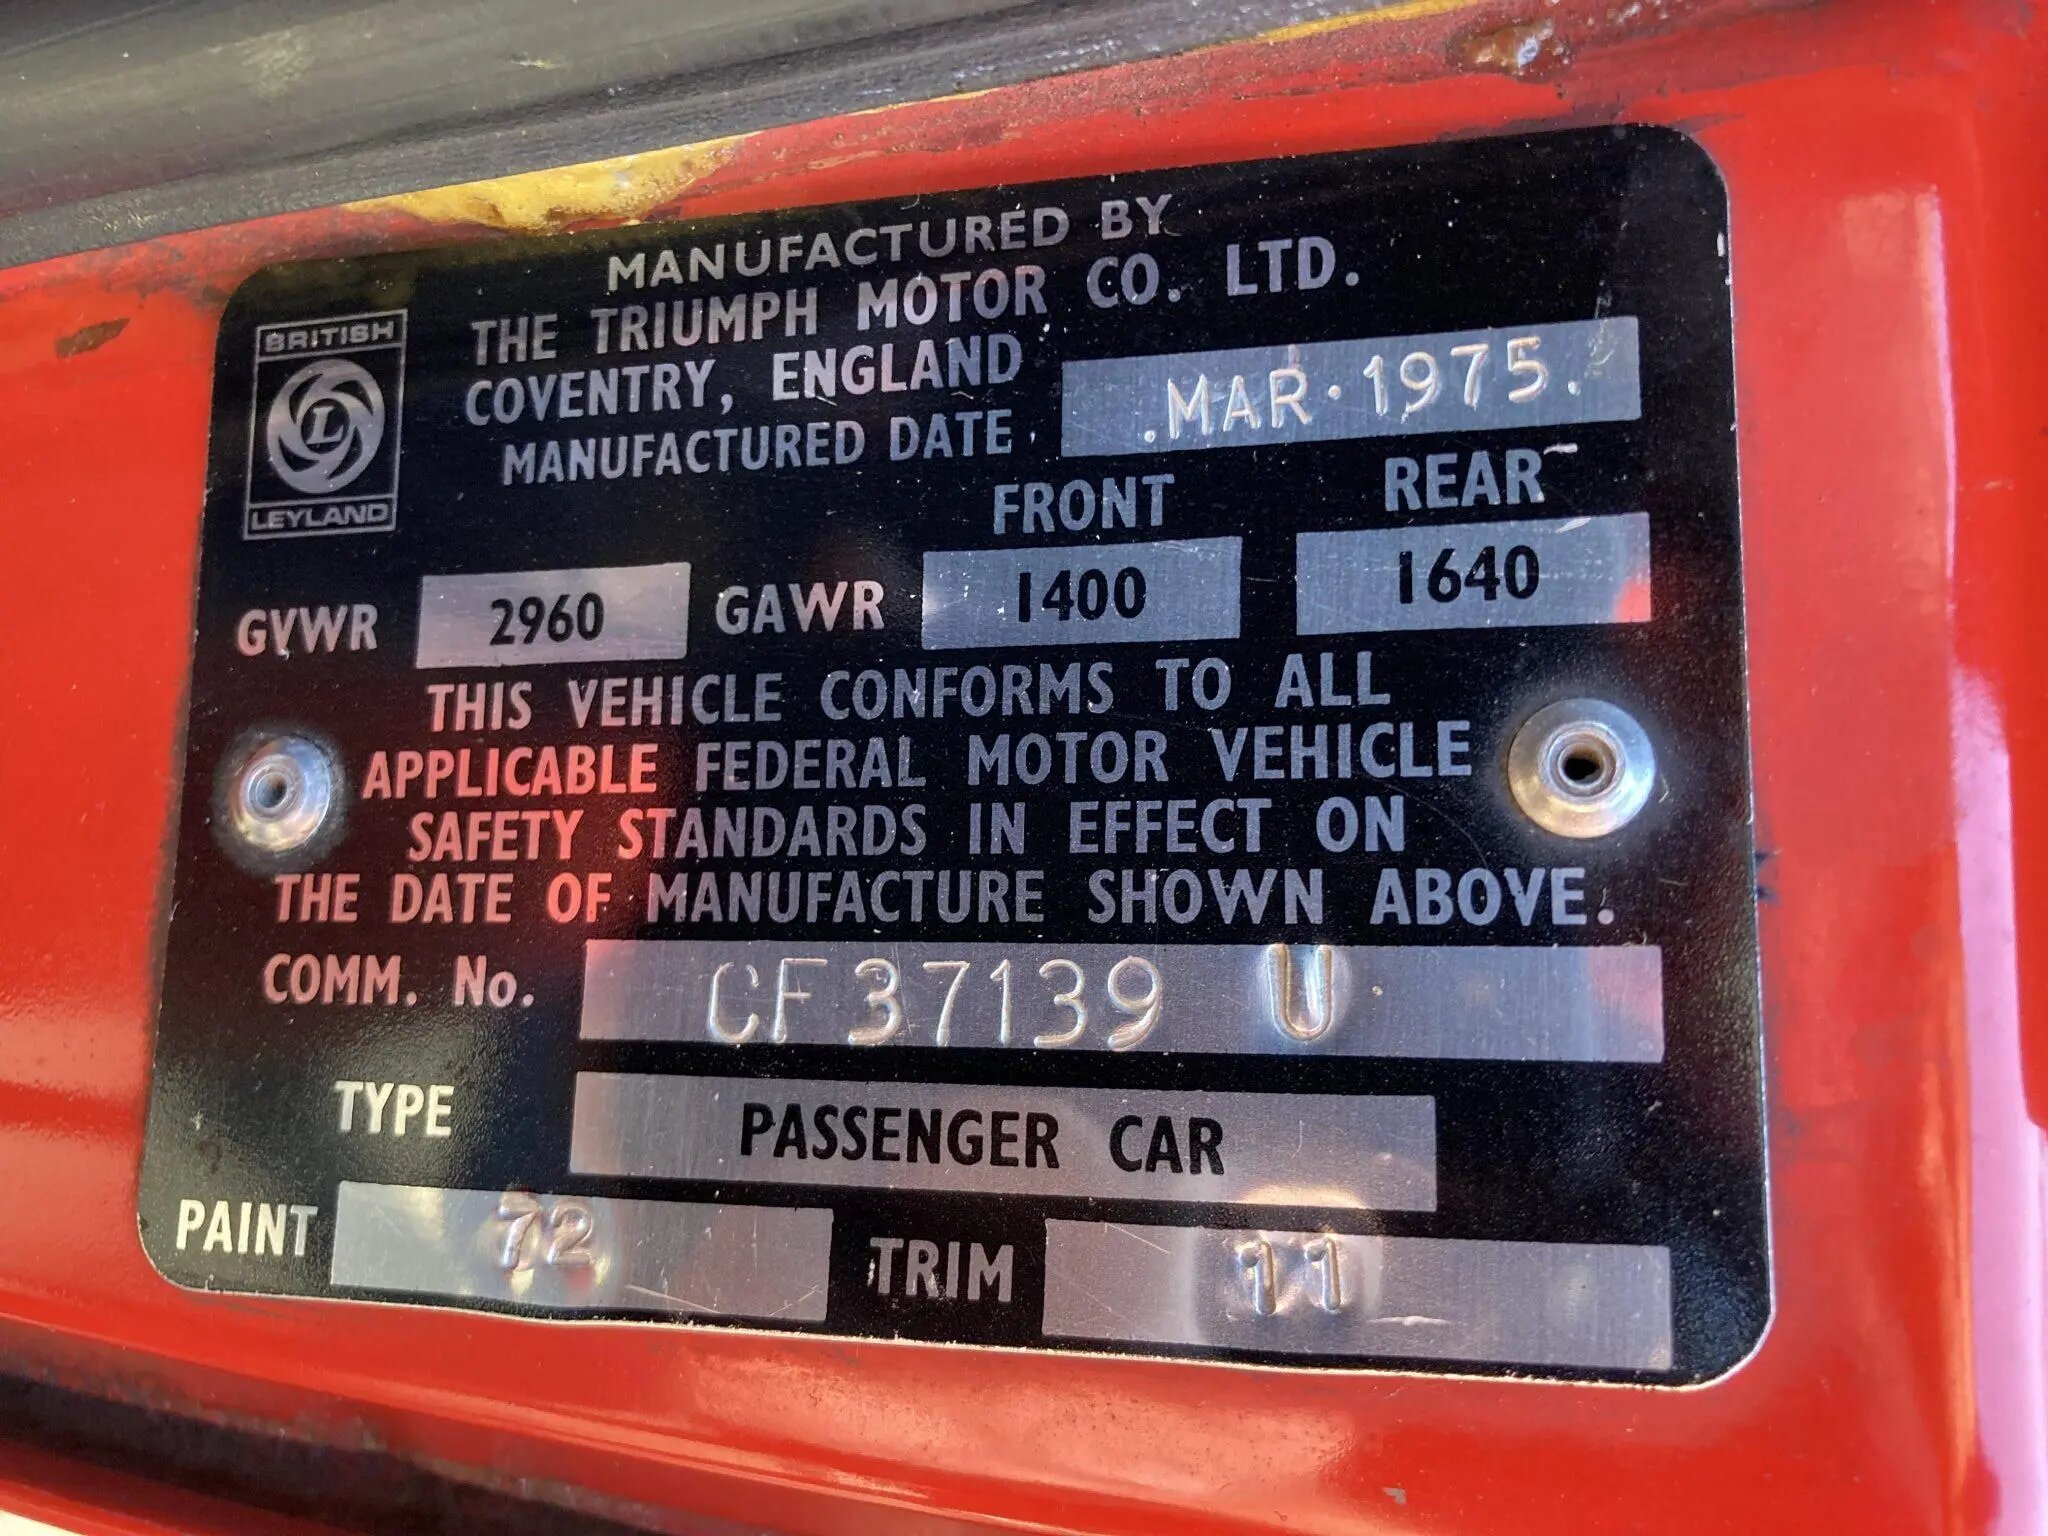 MANUFACTURED BY
THE TRIUMPH MOTOR CO. LTD.
COVENTRY, ENGLAND
MANUFACTURED DATE .MAR·1975.
BRITISH
L
LEYLAND
FRONT REAR
GVWR 2960 GAWR 1400 1640
THIS VEHICLE CONFORMS TO ALL
APPLICABLE FEDERAL MOTOR VEHICLE
SAFETY STANDARDS IN EFFECT ON
THE DATE OF MANUFACTURE SHOWN ABOVE.
COMM. No. CF37139 U
TYPE PASSENGER CAR
PAINT 72 TRIM 11